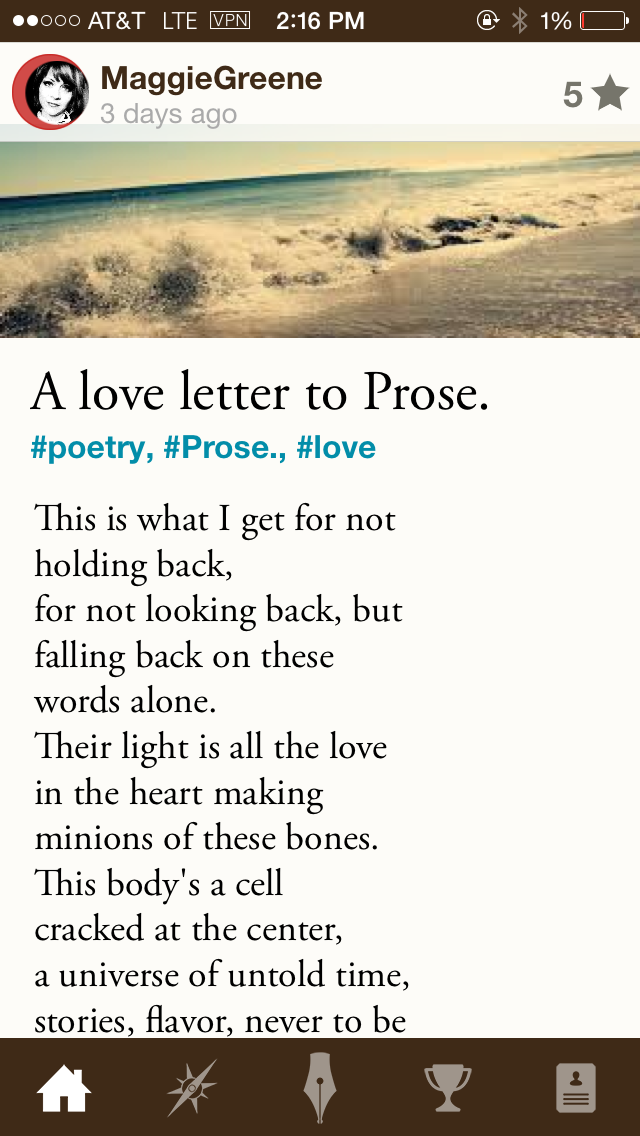 AT&T LTE VPN 2:16 PM 1%
MaggieGreene
3 days ago
5
A love letter to Prose.
#poetry, #Prose., #love
This is what I get for not
holding back,
for not looking back, but
falling back on these
words alone.
Their light is all the love
in the heart making
minions of these bones.
This body's a cell
cracked at the center,
a universe of untold time,
stories, flavor, never to be